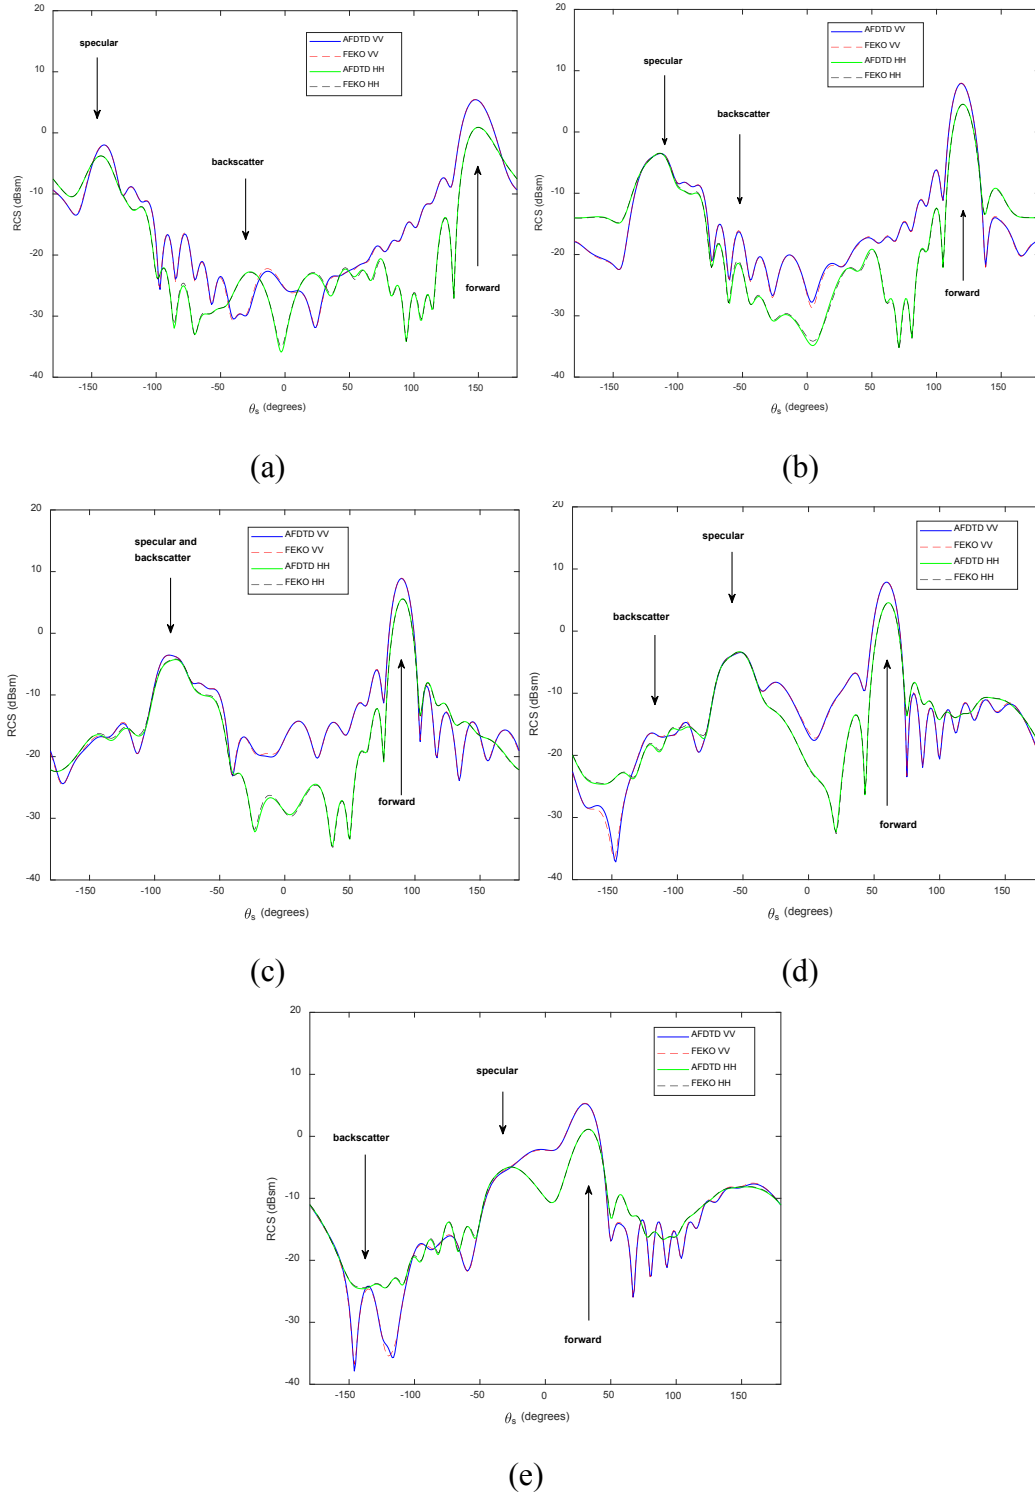 20
10
0
-10
-20
-30
-40
RCS (dBsm)
specular
backscatter
forward
AFDTD VV
FEKO VV
AFDTD HH
FEKO HH
-150
-100
-50
0
50
100
150
θs (degrees)
(a)
20
10
0
-10
-20
-30
-40
RCS (dBsm)
specular
backscatter
forward
AFDTD VV
FEKO VV
AFDTD HH
FEKO HH
-150
-100
-50
0
50
100
150
θs (degrees)
(b)
20
10
0
-10
-20
-30
-40
RCS (dBsm)
specular and
backscatter
forward
AFDTD VV
FEKO VV
AFDTD HH
FEKO HH
-150
-100
-50
0
50
100
150
θs (degrees)
(c)
20
10
0
-10
-20
-30
-40
RCS (dBsm)
specular
backscatter
forward
AFDTD VV
FEKO VV
AFDTD HH
FEKO HH
-150
-100
-50
0
50
100
150
θs (degrees)
(d)
20
10
0
-10
-20
-30
-40
RCS (dBsm)
specular
backscatter
forward
AFDTD VV
FEKO VV
AFDTD HH
FEKO HH
-150
-100
-50
0
50
100
150
θs (degrees)
(e)